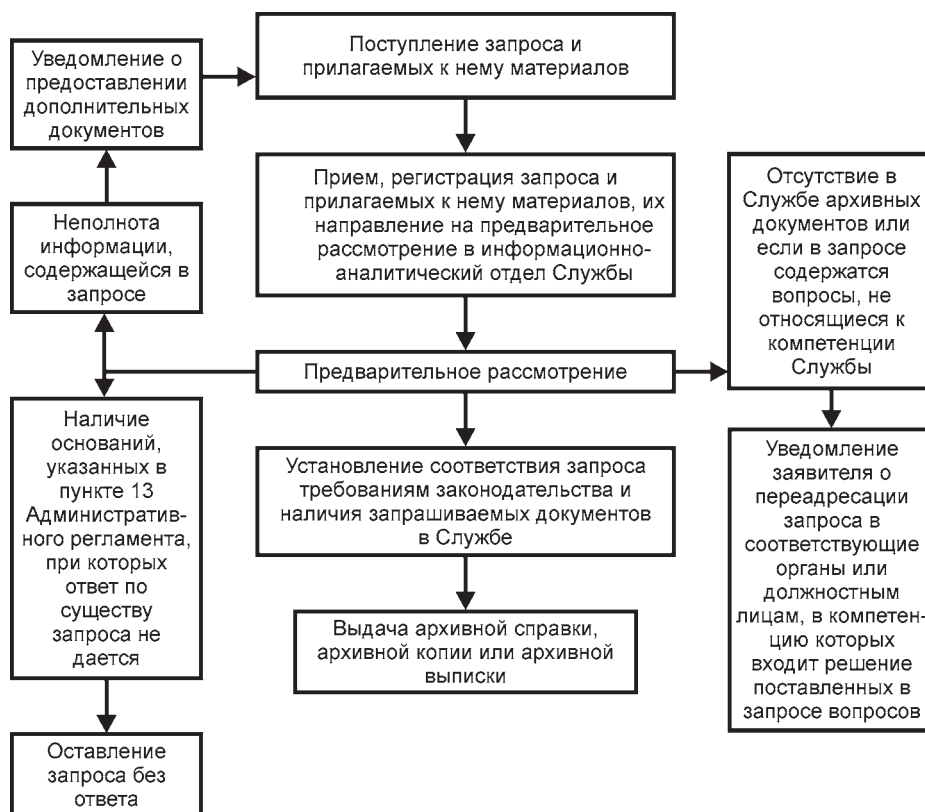 Уведомление о
предоставлении
дополнительных
документов
Поступление запроса и
прилагаемых к нему материалов
Прием, регистрация запроса и
прилагаемых к нему материалов, их
направление на предварительное
рассмотрение в информационно-
аналитический отдел Службы
Неполнота
информации,
содержащейся в
запросе
Отсутствие в
Службе архивных
документов или
если в запросе
содержатся
вопросы, не
относящиеся к
компетенции
Службы
Предварительное рассмотрение
Наличие
оснований,
указанных в
пункте 13
Административ-
ного регламента,
при которых
ответ по
существу
запроса не
дается
Установление соответствия запроса
требованиям законодательства и
наличия запрашиваемых документов
в Службе
Уведомление
заявителя о
переадресации
запроса в
соответствующие
органы или
должностным
лицам, в компетен-
цию которых
входит решение
поставленных в
запросе вопросов
Выдача архивной справки,
архивной копии или архивной
выписки
Оставление
запроса без
ответа